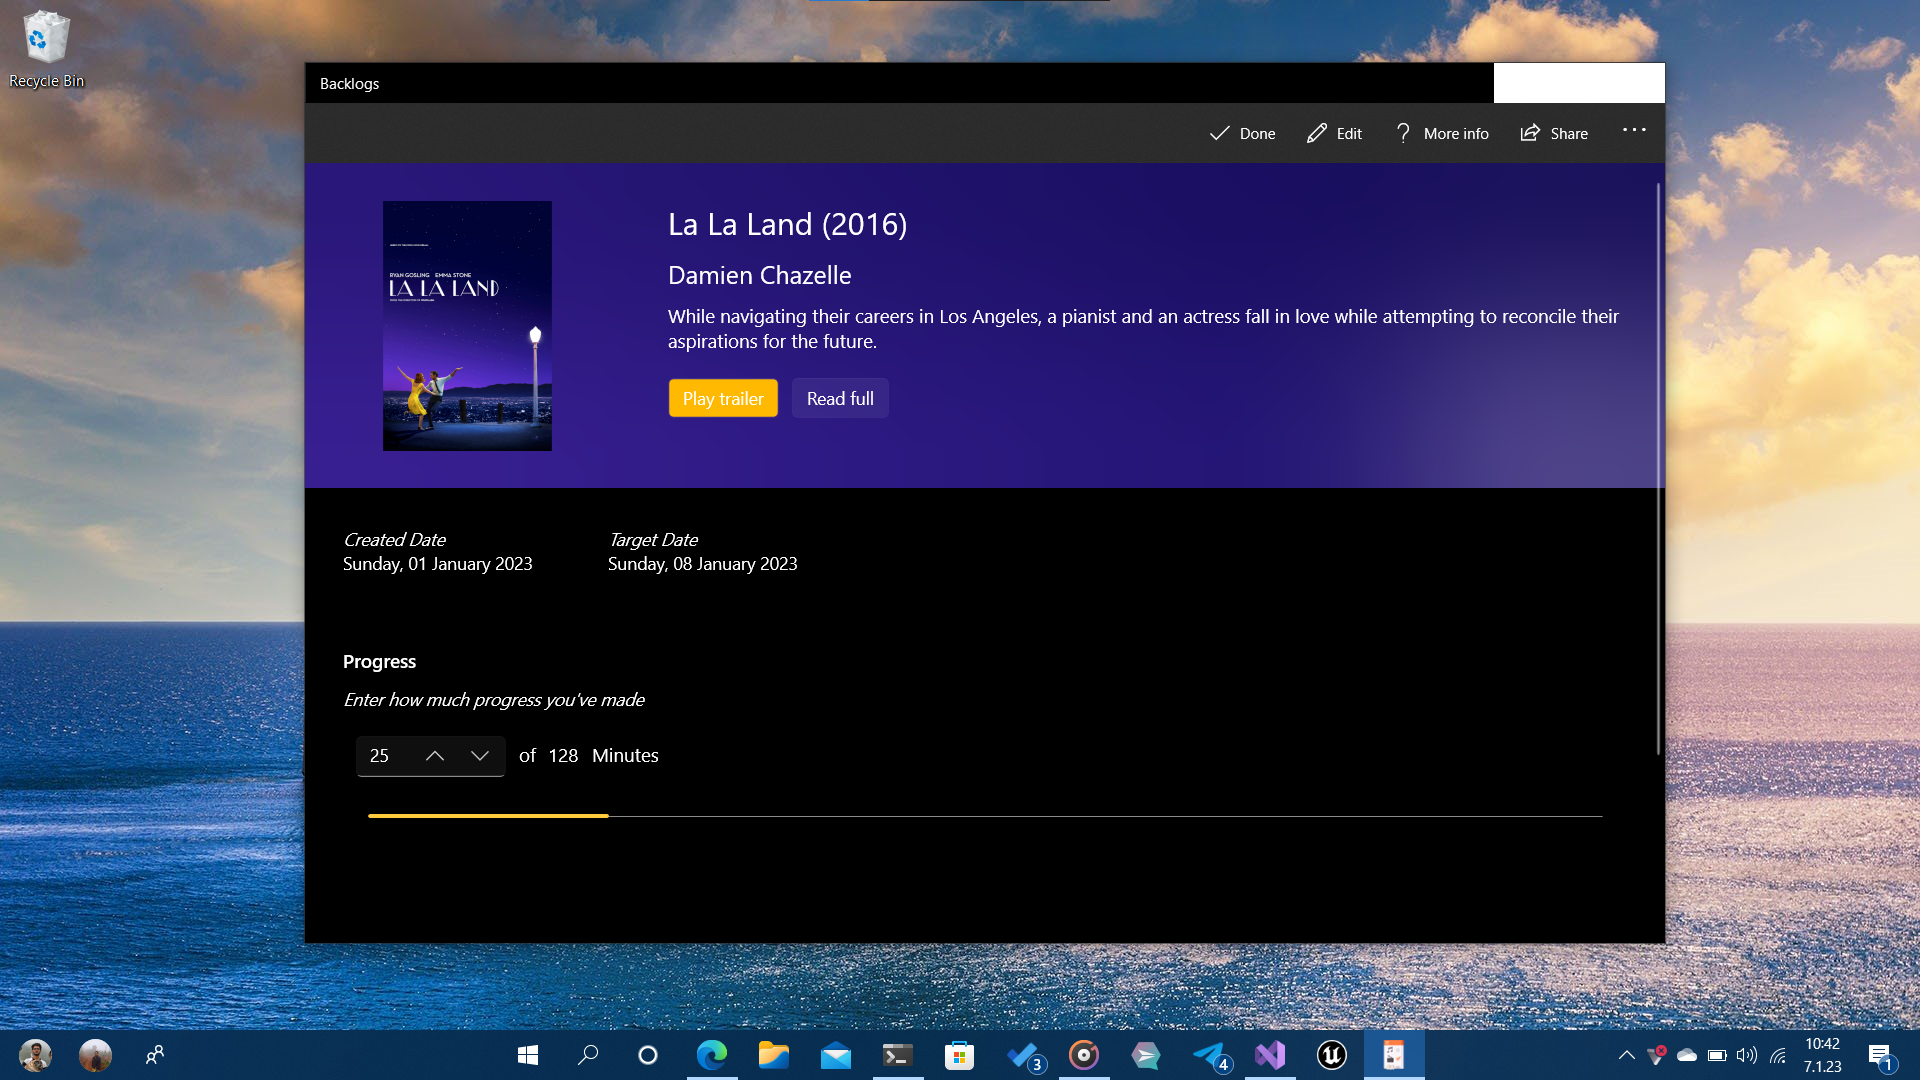 Recycle Bin
Backlogs
Done
Edit
More info
Share
RYAN GOSLING EMMA STONE
LA LA LAND
La La Land (2016)
Damien Chazelle
While navigating their careers in Los Angeles, a pianist and an actress fall in love while attempting to reconcile their
aspirations for the future.
Play trailer
Read full
Created Date
Sunday, 01 January 2023
Target Date
Sunday, 08 January 2023
Progress
Enter how much progress you've made
25 of 128 Minutes
3
4
10:42
7.1.23
1